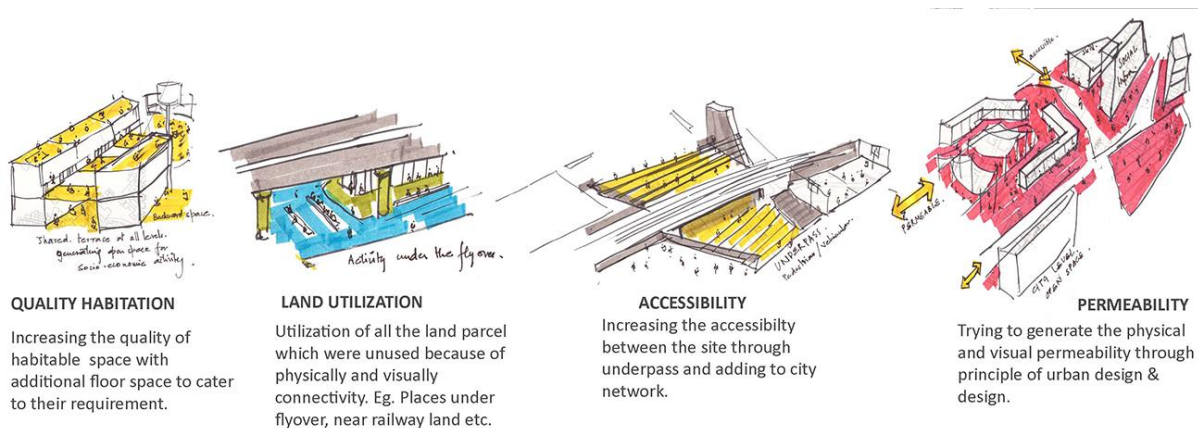 Backward space.
Shared terrace at all levels.
generating open space for
socio-economic activity
QUALITY HABITATION
Increasing the quality of
habitable space with
additional floor space to cater
to their requirement.
Activity under the flyover.
LAND UTILIZATION
Utilization of all the land parcel
which were unused because of
physically and visually
connectivity. Eg. Places under
flyover, near railway land etc.
UNDERPASS
Pedestrian / Vehicular
ACCESSIBILITY
Increasing the accessibilty
between the site through
underpass and adding to city
network.
accessible.
SOCIAL
PERMEABLE.
CITY LEVEL
OPEN SPACE
PERMEABILITY
Trying to generate the physical
and visual permeability through
principle of urban design &
design.